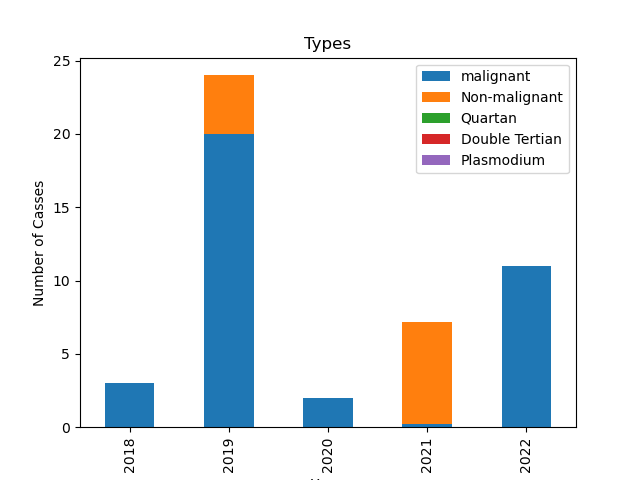 Types
malignant
Non-malignant
Quartan
Double Tertian
Plasmodium
Number of Casses
25
20
15
10
5
0
2018
2019
2020
2021
2022